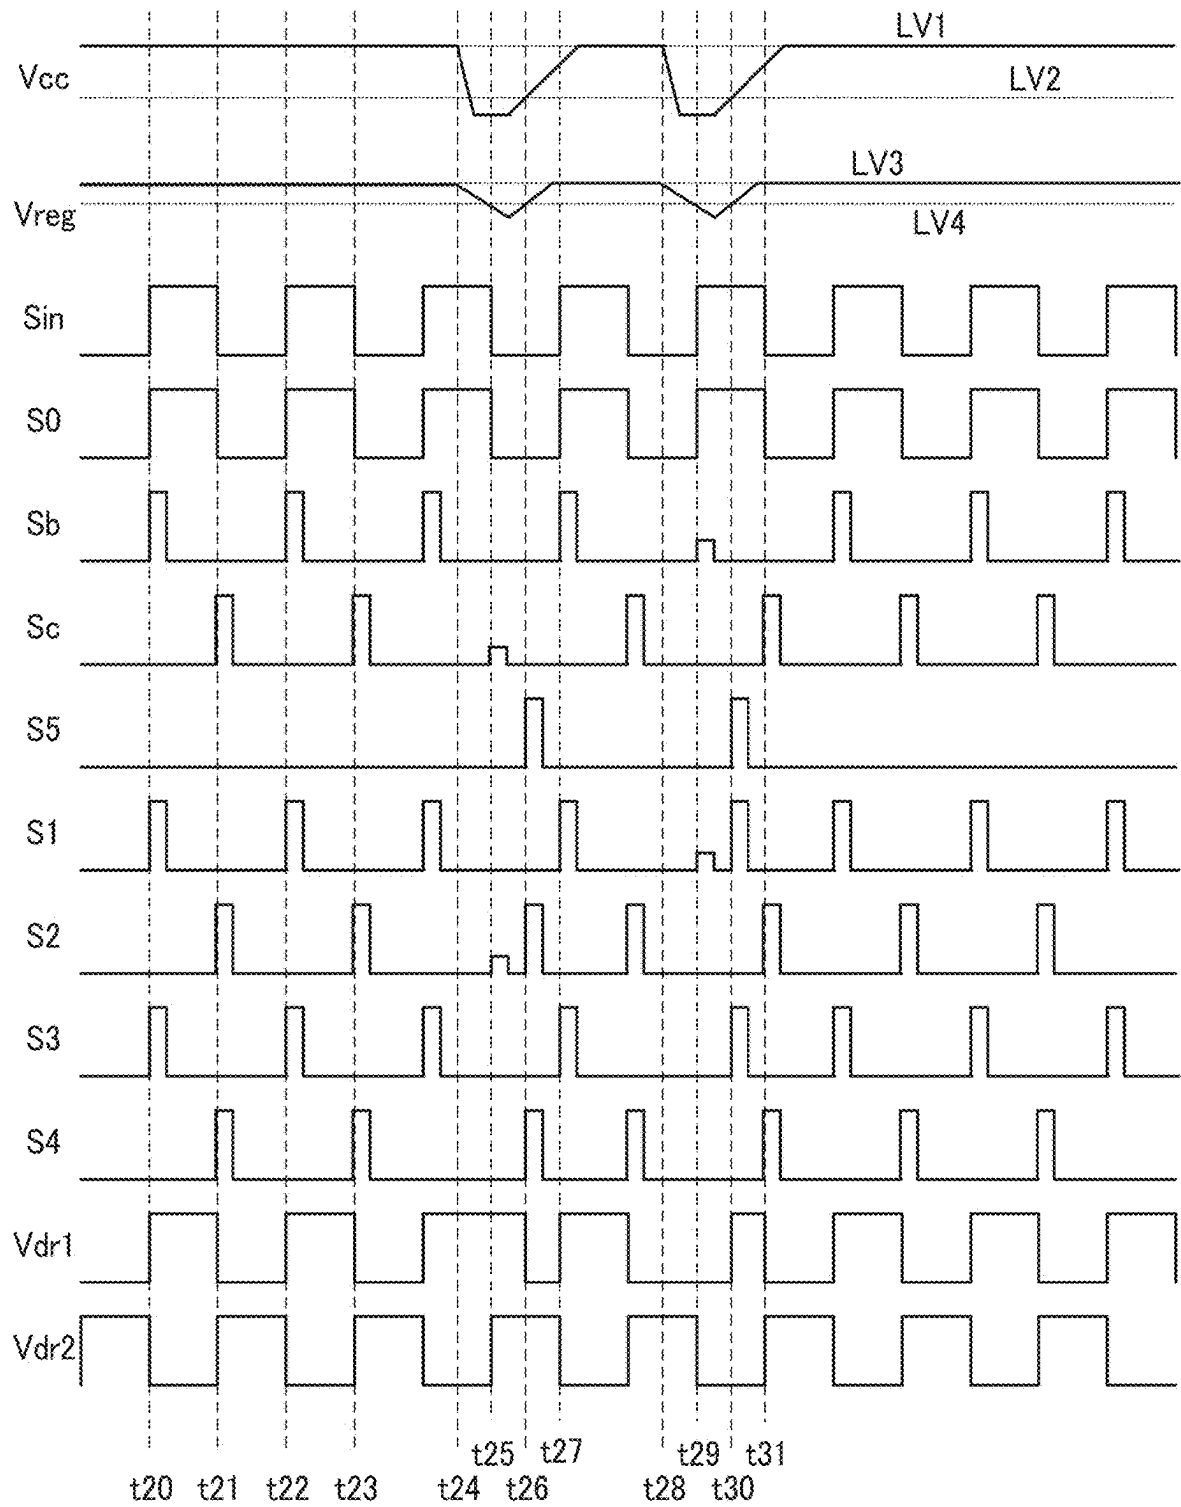 LV1
Vcc
LV2
LV3
Vreg
LV4
Sin
S0
Sb
Sc
S5
S1
S2
S3
S4
Vdr1
Vdr2
t25 t27 t29 t31
t20 t21 t22 t23 t24 t26 t28 t30